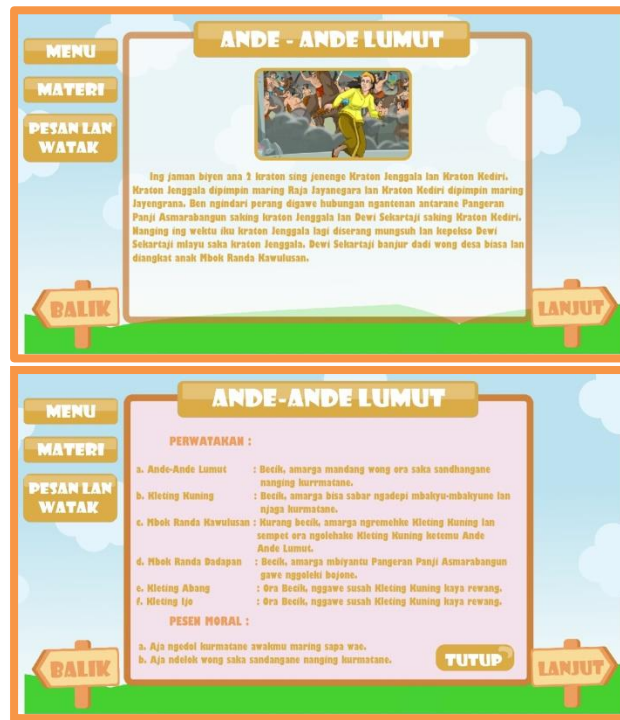 ANDE - ANDE LUMUT
MENU
MATERI
PESAN LAN
WATAK
Ing jaman biyen ana 2 kraton sing jenenge Kraton Jenggala lan Kraton Kediri.
Kraton Jenggala dipimpin maring Raja Jayanegara lan Kraton Kediri dipimpin maring
Jayengrana. Ben ngindari perang digawe hubungan ngantenan antarane Pangeran
Panji Asmarabangun saking kraton Jenggala lan Dewi Sekartaji saking Kraton Kediri.
Nanging ing wektu iku kraton Jenggala lagi diserang mungsuh lan kepekso Dewi
Sekartaji mlayu saka kraton Jenggala. Dewi Sekartaji banjur dadi wong desa biasa lan
diangkat anak Mbok Randa Kawulusan.
BALIK
LANJUT
ANDE-ANDE LUMUT
MENU
MATERI
PESAN LAN
WATAK
PERWATAKAN :
a. Ande-Ande Lumut : Becik, amarga mandang wong ora saka sandhangane
nanging kurrmatane.
b. Kleting Kuning : Becik, amarga bisa sabar ngadepi mbakyu-mbakyune lan
njaga kurmatane.
c. Mbok Randa Kawulusan : Kurang becik, amarga ngremehke Kleting Kuning lan
sempet ora ngolehake Kleting Kuning ketemu Ande
Ande Lumut.
d. Mbok Randa Dadapan : Becik, amarga mbiyantu Pangeran Panji Asmarabangun
gawe nggoleki bojone.
e. Kleting Abang : Ora Becik, nggawe susah Kleting Kuning kaya rewang.
f. Kleting Ijo : Ora Becik, nggawe susah Kleting Kuning kaya rewang.
PESEN MORAL :
a. Aja ngedol kurmatane awakmu maring sapa wae.
b. Aja ndelok wong saka sandangane nanging kurmatane.
TUTUP
BALIK
LANJUT